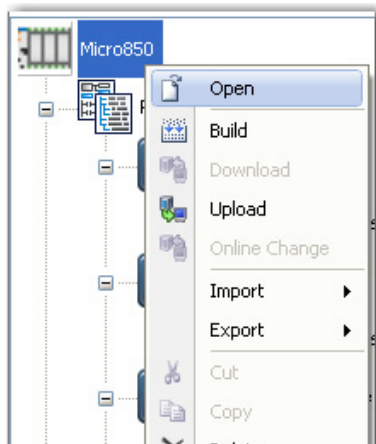 Micro850
Open
Build
Download
Upload
Online Change
Import
Export
Cut
Copy